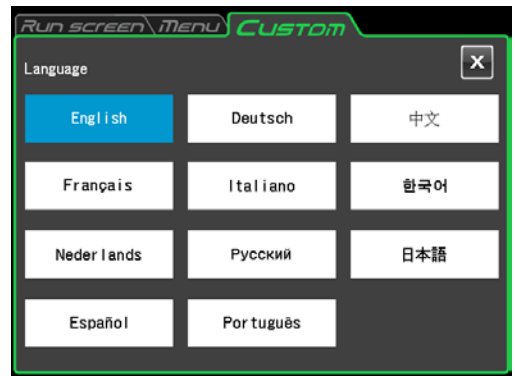 Run screen Menu Custom
Language
X
English Deutsch 中文
Français Italiano 한국어
Nederlands Русский 日本語
Español Português